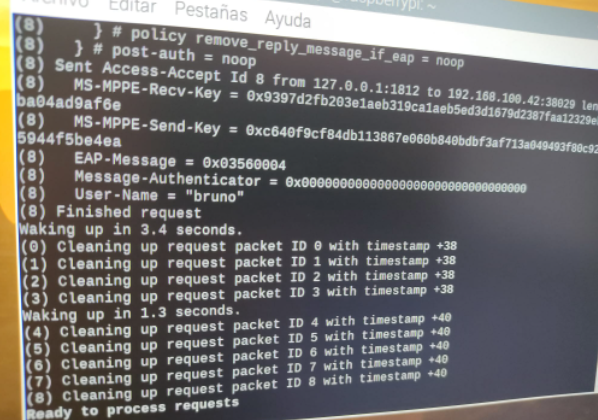 Archivo Editar Pestañas Ayuda
(8) } # policy remove_reply_message_if_eap = noop
(8) } # post-auth = noop
(8) Sent Access-Accept Id 8 from 127.0.0.1:1812 to 192.168.100.42:38029 len
(8) MS-MPPE-Recv-Key = 0x9397d2fb203e1aeb319ca1aeb5ed3d1679d2387faa12329e
ba04ad9af6e
(8) MS-MPPE-Send-Key = 0xc640f9cf84db113867e060b840bdbf3af713a049493f80c92
5944f5be4ea
(8) EAP-Message = 0x03560004
(8) Message-Authenticator = 0x00000000000000000000000000000000
(8) User-Name = "bruno"
(8) Finished request
Waking up in 3.4 seconds.
(0) Cleaning up request packet ID 0 with timestamp +38
(1) Cleaning up request packet ID 1 with timestamp +38
(2) Cleaning up request packet ID 2 with timestamp +38
(3) Cleaning up request packet ID 3 with timestamp +38
Waking up in 1.3 seconds.
(4) Cleaning up request packet ID 4 with timestamp +40
(5) Cleaning up request packet ID 5 with timestamp +40
(6) Cleaning up request packet ID 6 with timestamp +40
(7) Cleaning up request packet ID 7 with timestamp +40
(8) Cleaning up request packet ID 8 with timestamp +40
Ready to process requests